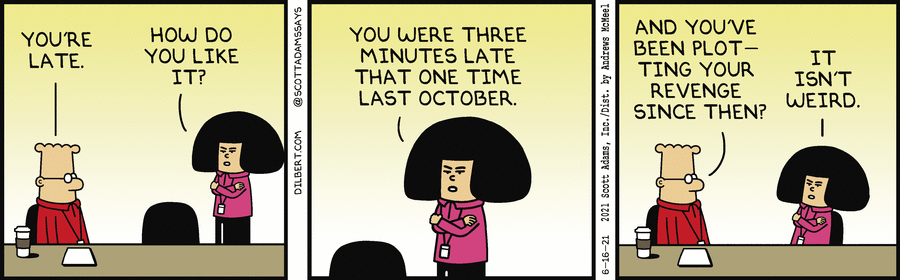 YOU'RE
LATE.
HOW DO
YOU LIKE
IT?
DILBERT.COM @SCOTTADAMSSAYS
YOU WERE THREE
MINUTES LATE
THAT ONE TIME
LAST OCTOBER.
6-16-21 2021 Scott Adams, Inc./Dist. by Andrews McMeel
AND YOU'VE
BEEN PLOT—
TING YOUR
REVENGE
SINCE THEN?
IT
ISN'T
WEIRD.